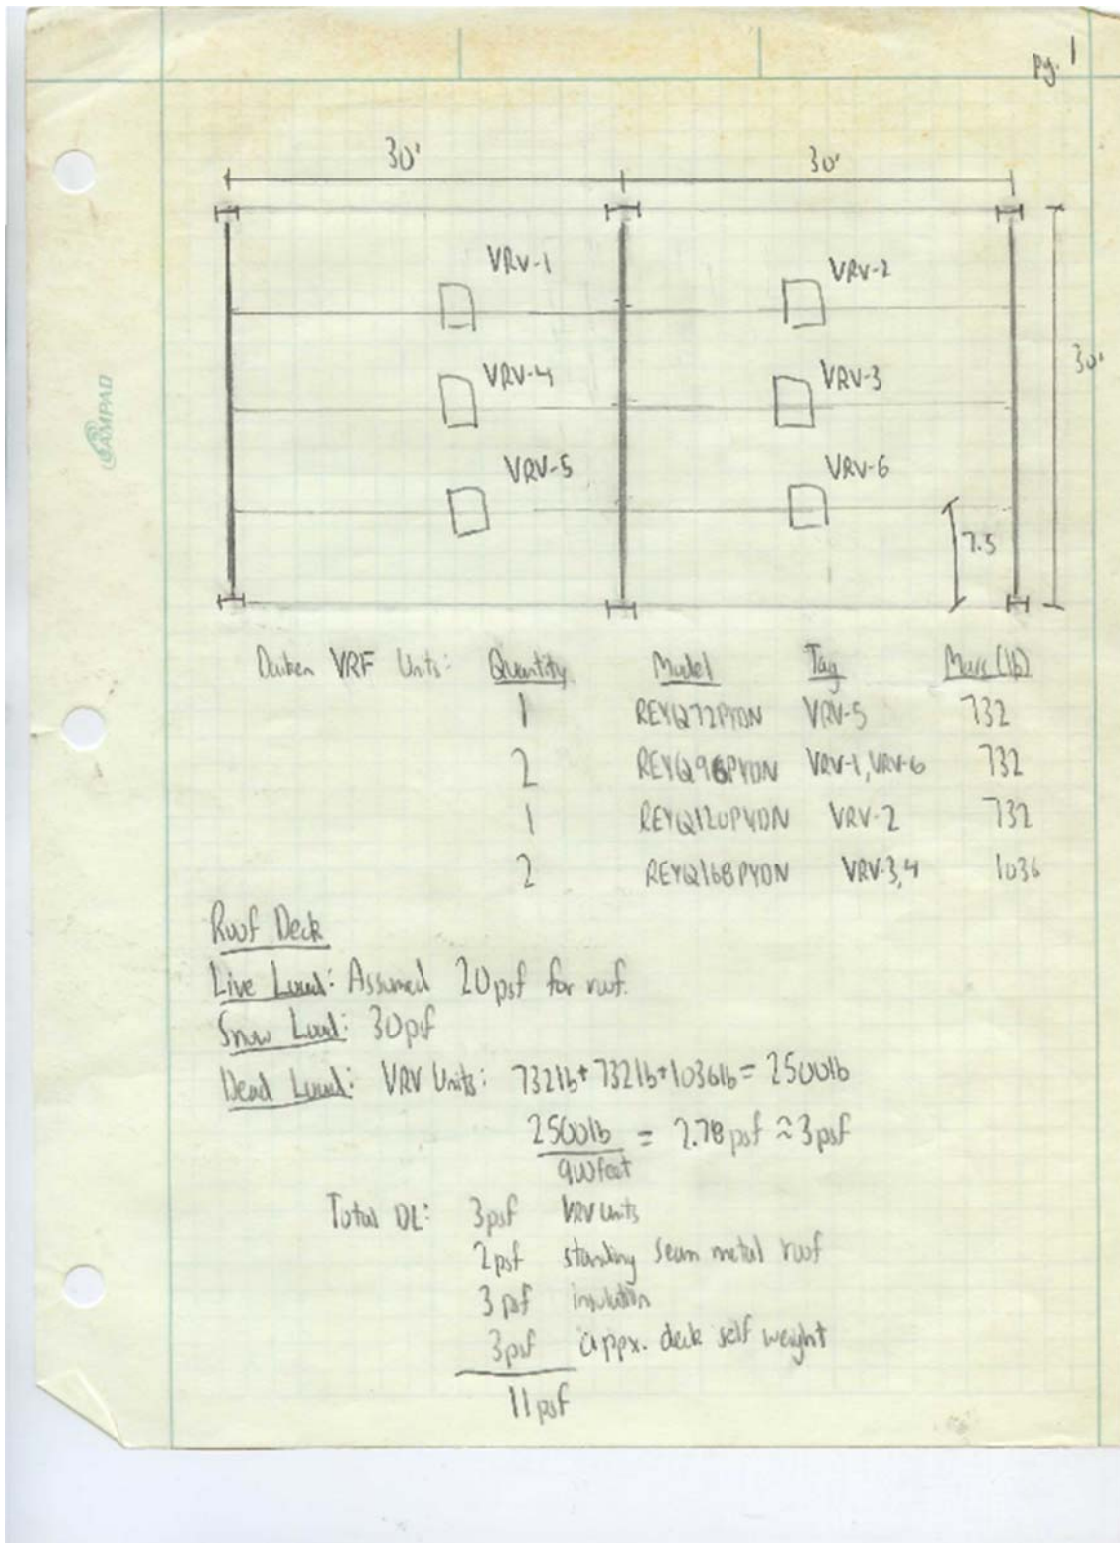 pg. 1
30' 30'
VRV-1 VRV-2
30'
VRV-4 VRV-3
VRV-5 VRV-6
7.5
CAMPAD
VRF Units: Quantity Model Tag Mass (lb)
1 REYQ72PYDN VRV-5 732
2 REYQ96PYDN VRV-1, VRV-6 732
1 REYQ120PYDN VRV-2 732
2 REYQ168PYDN VRV-3,4 1036
Roof Deck
Live Load: Assumed 20psf for roof.
Snow Load: 30psf
Dead Load: VRV Units: 732lb + 732lb + 1036lb = 2500lb
2500lb = 2.78psf ≈ 3psf
900feet
Total DL: 3psf VRV units
2psf standing seam metal roof
3psf insulation
3psf appx. deck self weight
11psf